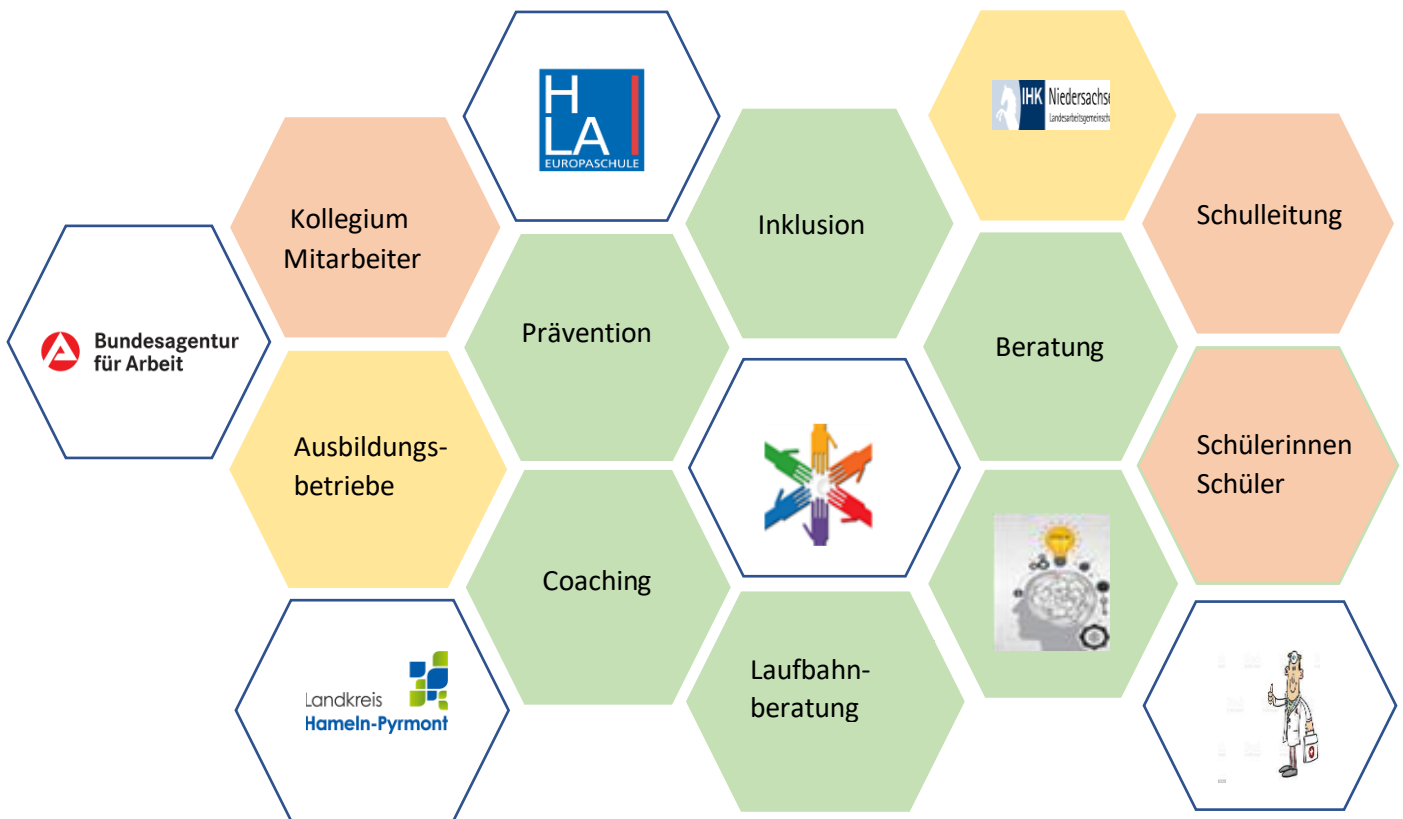 H
LA
EUROPASCHULE
IHK Niedersachse
Landesarbeitsgemeinscha
Kollegium
Mitarbeiter
Inklusion
Schulleitung
Bundesagentur
für Arbeit
Prävention
Beratung
Ausbildungs-
betriebe
Schülerinnen
Schüler
Coaching
Laufbahn-
beratung
Landkreis
Hameln-Pyrmont